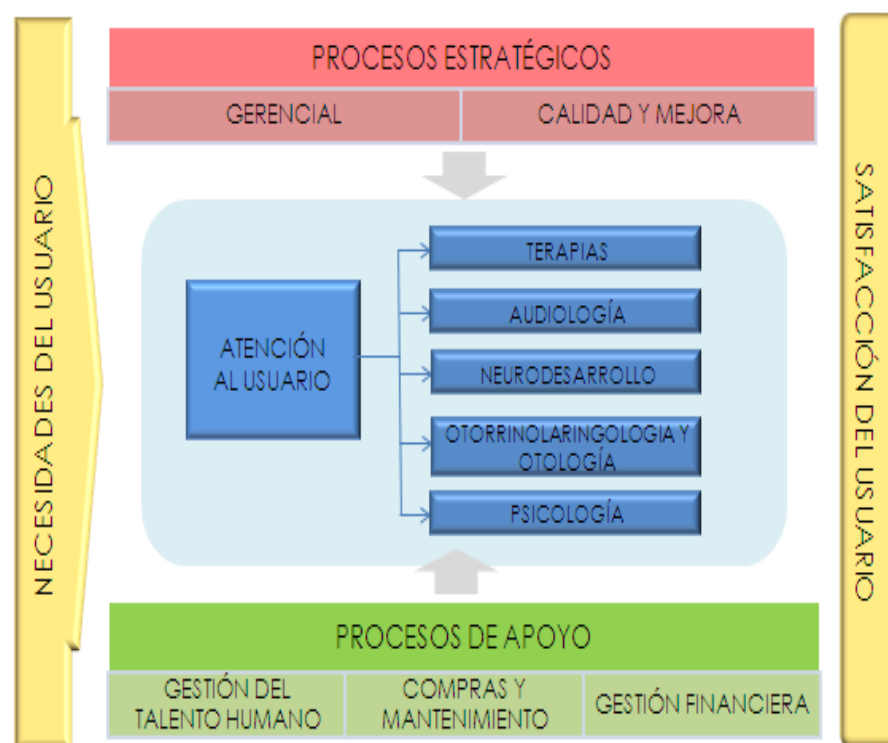 NECESIDADES DEL USUARIO
PROCESOS ESTRATÉGICOS
GERENCIAL
CALIDAD Y MEJORA
ATENCIÓN
AL USUARIO
TERAPIAS
AUDIOLOGÍA
NEURODESARROLLO
OTORRINOLARINGOLOGIA Y
OTOLOGÍA
PSICOLOGÍA
PROCESOS DE APOYO
GESTIÓN DEL
TALENTO HUMANO
COMPRAS Y
MANTENIMIENTO
GESTIÓN FINANCIERA
SATISFACCIÓN DEL USUARIO